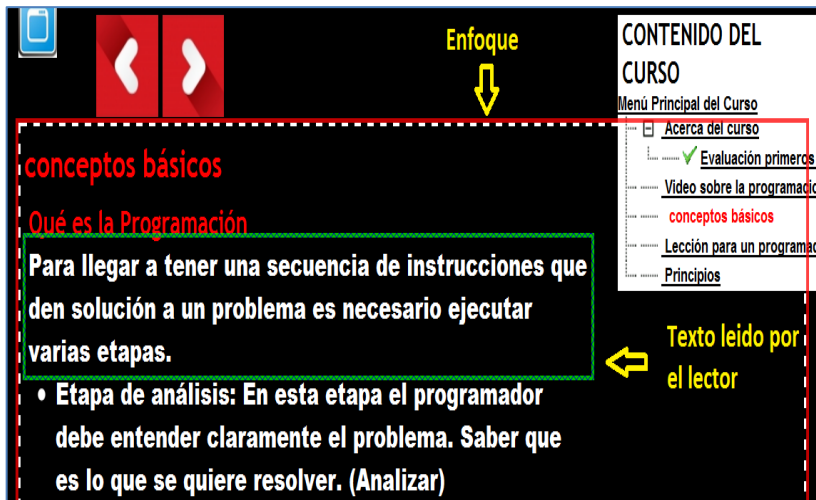 Enfoque
CONTENIDO DEL
CURSO
Menú Principal del Curso
Acerca del curso
Evaluación primeros
Video sobre la programacio
conceptos básicos
Lección para un programad
Principios
conceptos básicos
Qué es la Programación
Para llegar a tener una secuencia de instrucciones que
den solución a un problema es necesario ejecutar
varias etapas.
Texto leido por
el lector
• Etapa de análisis: En esta etapa el programador
debe entender claramente el problema. Saber que
es lo que se quiere resolver. (Analizar)